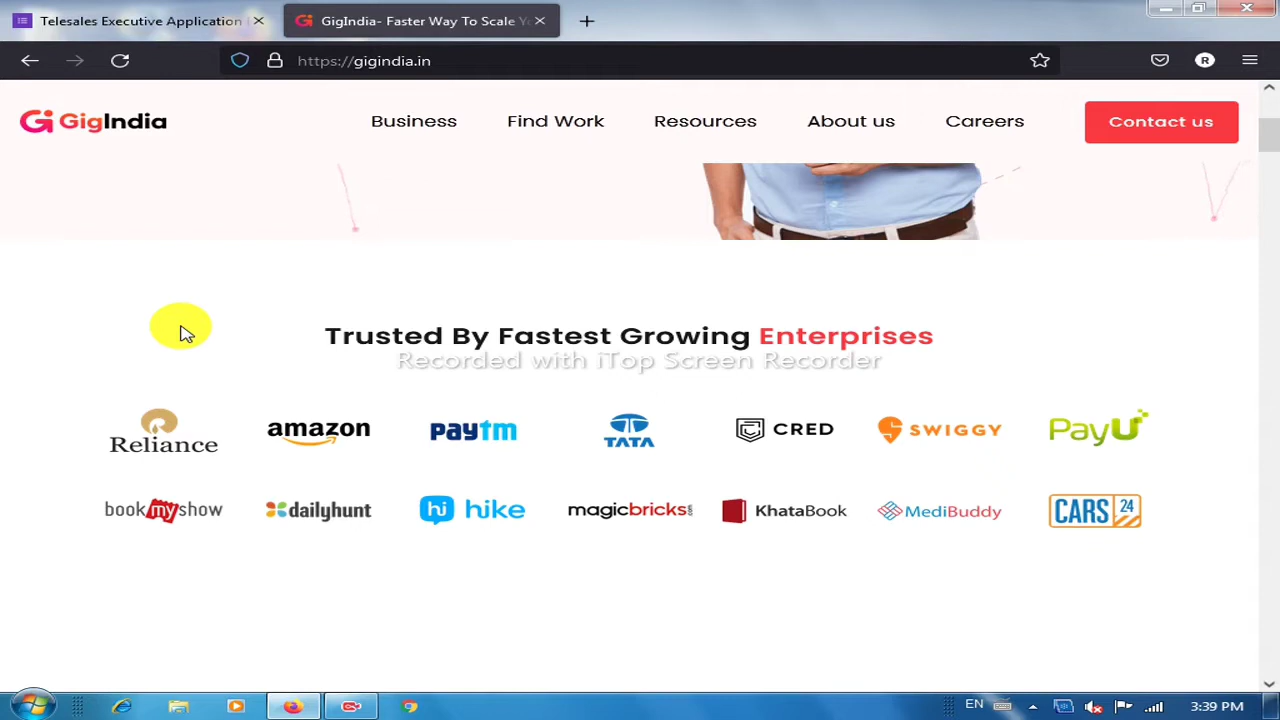 Telesales Executive Application
GigIndia- Faster Way To Scale Yo
https://gigindia.in
R
GigIndia
Business
Find Work
Resources
About us
Careers
Contact us
Trusted By Fastest Growing Enterprises
Recorded with iTop Screen Recorder
Reliance
amazon
paytm
TATA
CRED
SWIGGY
PayU
bookmyshow
dailyhunt
hi hike
magicbricks
KhataBook
MediBuddy
CARS 24
EN
3:39 PM